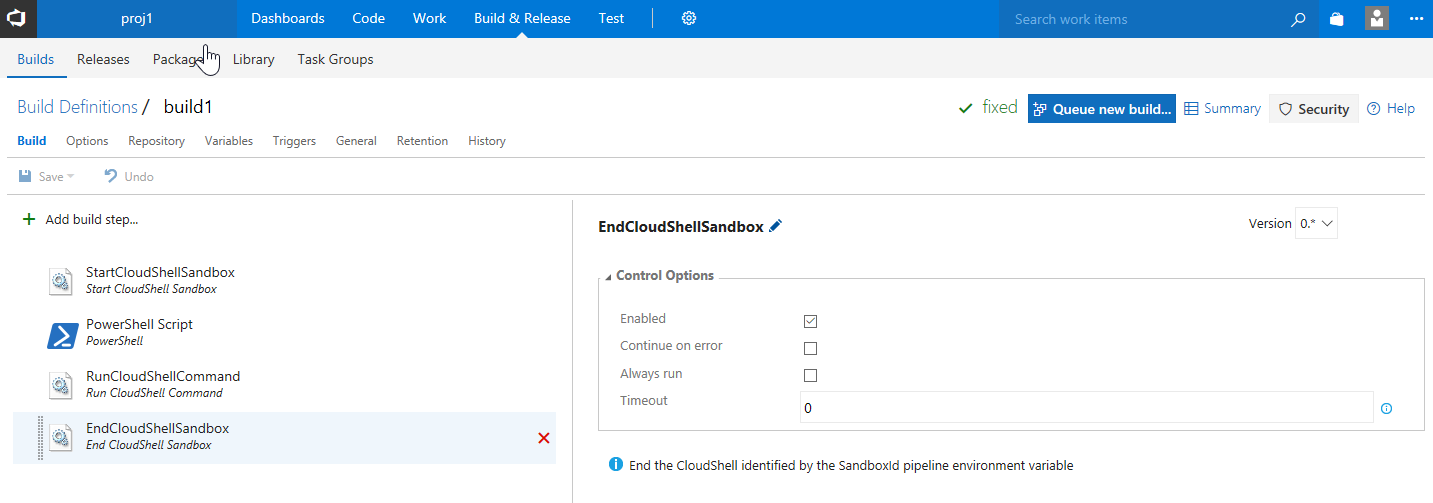 proj1 Dashboards Code Work Build & Release Test Search work items
Builds Releases Packages Library Task Groups
Build Definitions / build1 fixed Queue new build... Summary Security Help
Build Options Repository Variables Triggers General Retention History
Save Undo
Add build step...
StartCloudShellSandbox
Start CloudShell Sandbox
PowerShell Script
PowerShell
RunCloudShellCommand
Run CloudShell Command
EndCloudShellSandbox
End CloudShell Sandbox
EndCloudShellSandbox Version 0.*
Control Options
Enabled
Continue on error
Always run
Timeout 0
End the CloudShell identified by the SandboxId pipeline environment variable